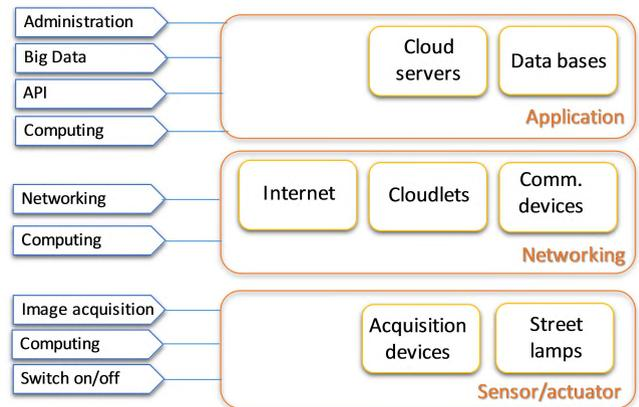 Administration
Big Data
API
Computing
Cloud
servers
Data bases
Application
Networking
Computing
Internet
Cloudlets
Comm.
devices
Networking
Image acquisition
Computing
Switch on/off
Acquisition
devices
Street
lamps
Sensor/actuator